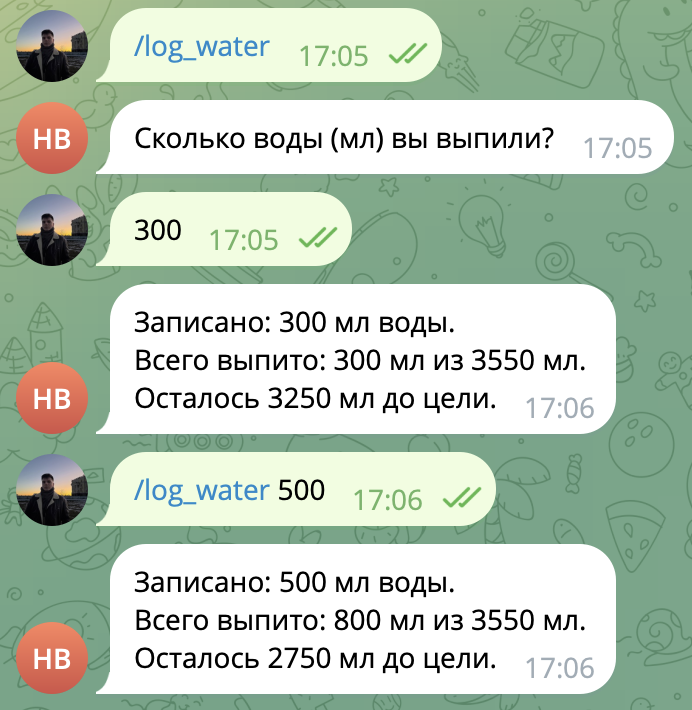 /log_water 17:05
НВ
Сколько воды (мл) вы выпили? 17:05
300 17:05
Записано: 300 мл воды.
Всего выпито: 300 мл из 3550 мл.
НВ
Осталось 3250 мл до цели. 17:06
/log_water 500 17:06
Записано: 500 мл воды.
Всего выпито: 800 мл из 3550 мл.
НВ
Осталось 2750 мл до цели. 17:06